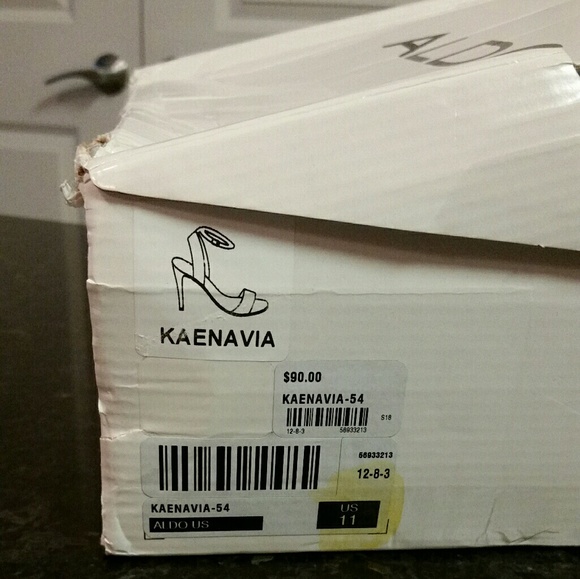 ALDO
KAENAVIA
$90.00
KAENAVIA-54
S18
12-8-3 56933213
56933213
12-8-3
KAENAVIA-54
ALDO US
US
11